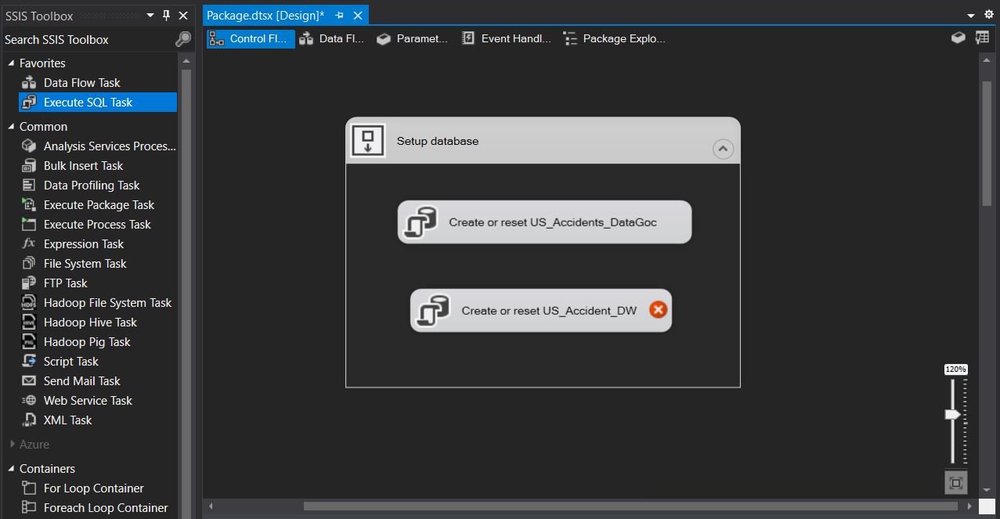 SSIS Toolbox
Search SSIS Toolbox
Favorites
Data Flow Task
Execute SQL Task
Common
Analysis Services Proces...
Bulk Insert Task
Data Profiling Task
Execute Package Task
Execute Process Task
Expression Task
File System Task
FTP Task
Hadoop File System Task
Hadoop Hive Task
Hadoop Pig Task
Script Task
Send Mail Task
Web Service Task
XML Task
Azure
Containers
For Loop Container
Foreach Loop Container
Package.dtsx [Design]*
Control Fl... Data Fl... Paramet... Event Handl... Package Explo...
Setup database
Create or reset US_Accidents_DataGoc
Create or reset US_Accident_DW
120%